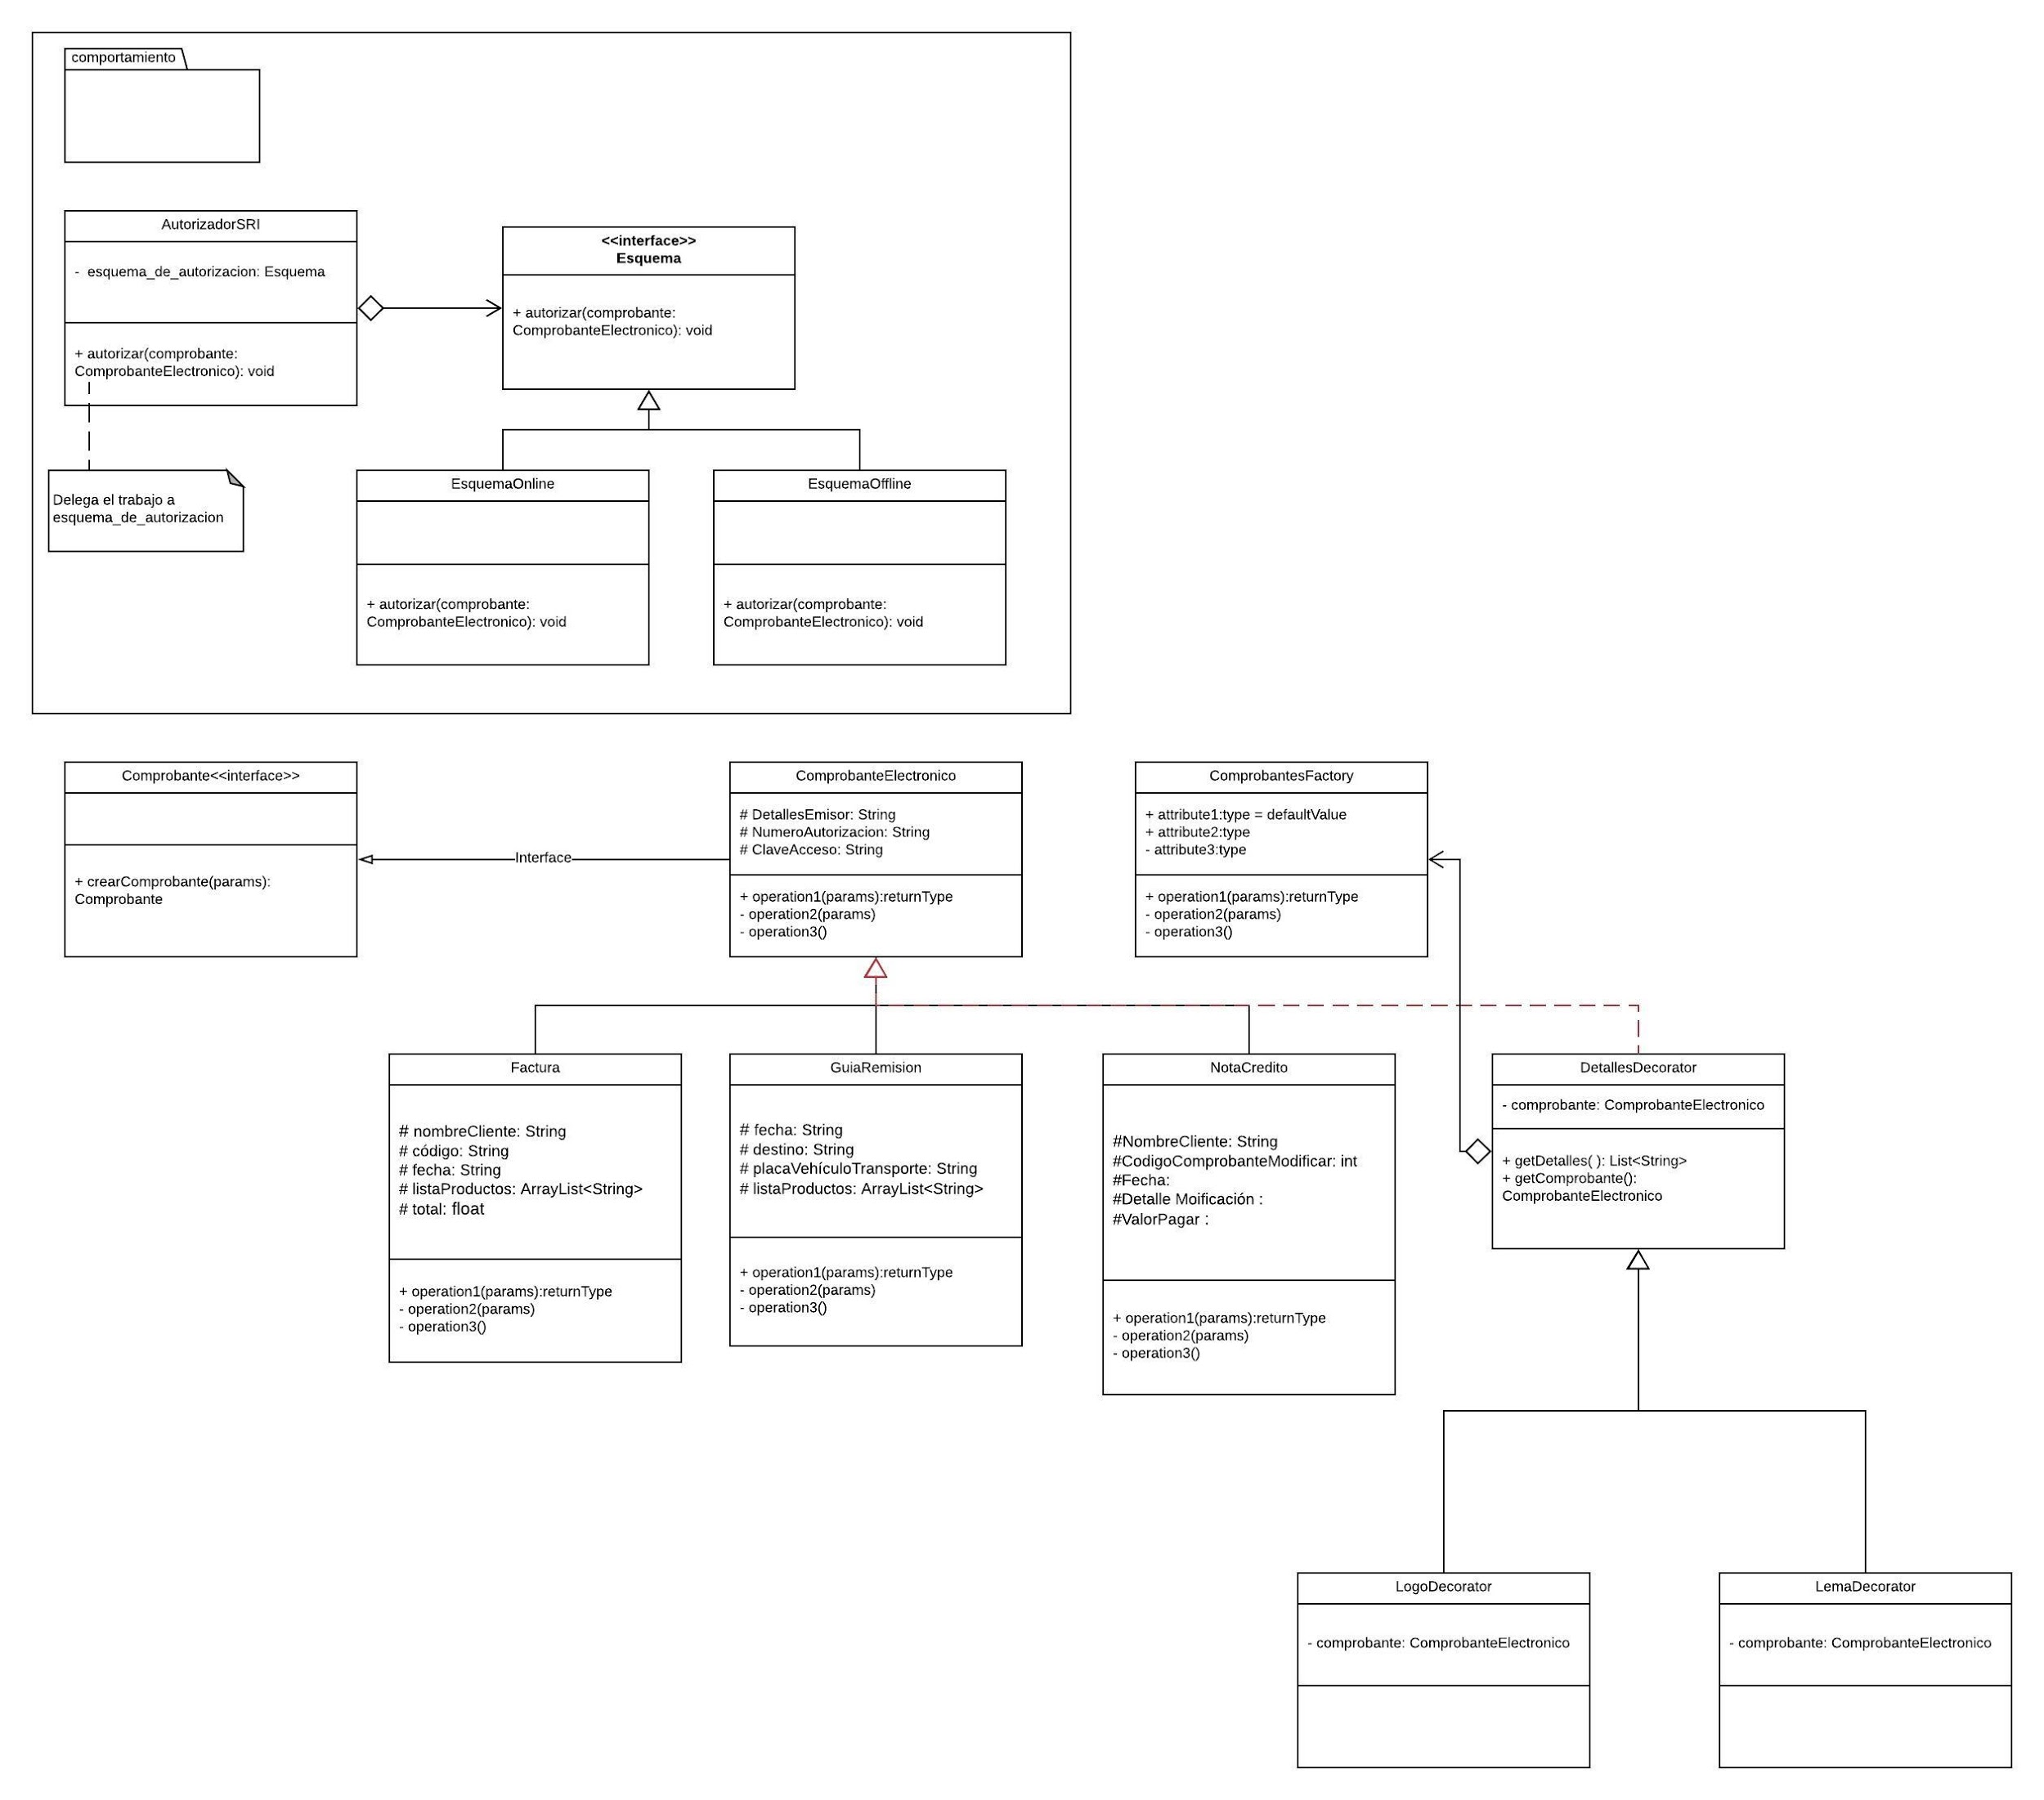 comportamiento
AutorizadorSRI
-  esquema_de_autorizacion: Esquema
+ autorizar(comprobante:
ComprobanteElectronico): void
<<interface>>
Esquema
+ autorizar(comprobante:
ComprobanteElectronico): void
Delega el trabajo a
esquema_de_autorizacion
EsquemaOnline
+ autorizar(comprobante:
ComprobanteElectronico): void
EsquemaOffline
+ autorizar(comprobante:
ComprobanteElectronico): void
Comprobante<<interface>>
+ crearComprobante(params):
Comprobante
Interface
ComprobanteElectronico
# DetallesEmisor: String
# NumeroAutorizacion: String
# ClaveAcceso: String
+ operation1(params):returnType
- operation2(params)
- operation3()
ComprobantesFactory
+ attribute1:type = defaultValue
+ attribute2:type
- attribute3:type
+ operation1(params):returnType
- operation2(params)
- operation3()
Factura
# nombreCliente: String
# código: String
# fecha: String
# listaProductos: ArrayList<String>
# total: float
+ operation1(params):returnType
- operation2(params)
- operation3()
GuiaRemision
# fecha: String
# destino: String
# placaVehículoTransporte: String
# listaProductos: ArrayList<String>
+ operation1(params):returnType
- operation2(params)
- operation3()
NotaCredito
#NombreCliente: String
#CodigoComprobanteModificar: int
#Fecha:
#Detalle Moificación :
#ValorPagar :
+ operation1(params):returnType
- operation2(params)
- operation3()
DetallesDecorator
- comprobante: ComprobanteElectronico
+ getDetalles( ): List<String>
+ getComprobante():
ComprobanteElectronico
LogoDecorator
- comprobante: ComprobanteElectronico
LemaDecorator
- comprobante: ComprobanteElectronico